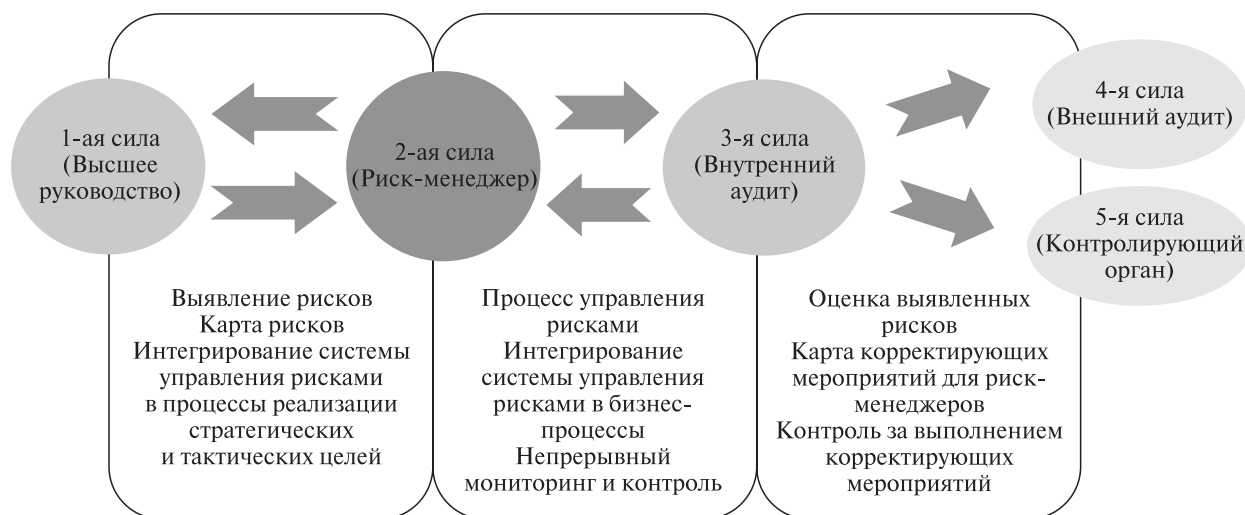 1-ая сила
(Высшее
руководство)
2-ая сила
(Риск-менеджер)
3-я сила
(Внутренний
аудит)
4-я сила
(Внешний аудит)
5-я сила
(Контролирующий
орган)
Выявление рисков
Карта рисков
Интегрирование системы
управления рисками
в процессы реализации
стратегических
и тактических целей
Процесс управления
рисками
Интегрирование
системы управления
рисками в бизнес-
процессы
Непрерывный
мониторинг и контроль
Оценка выявленных
рисков
Карта корректирующих
мероприятий для риск-
менеджеров
Контроль за выполнением
корректирующих
мероприятий